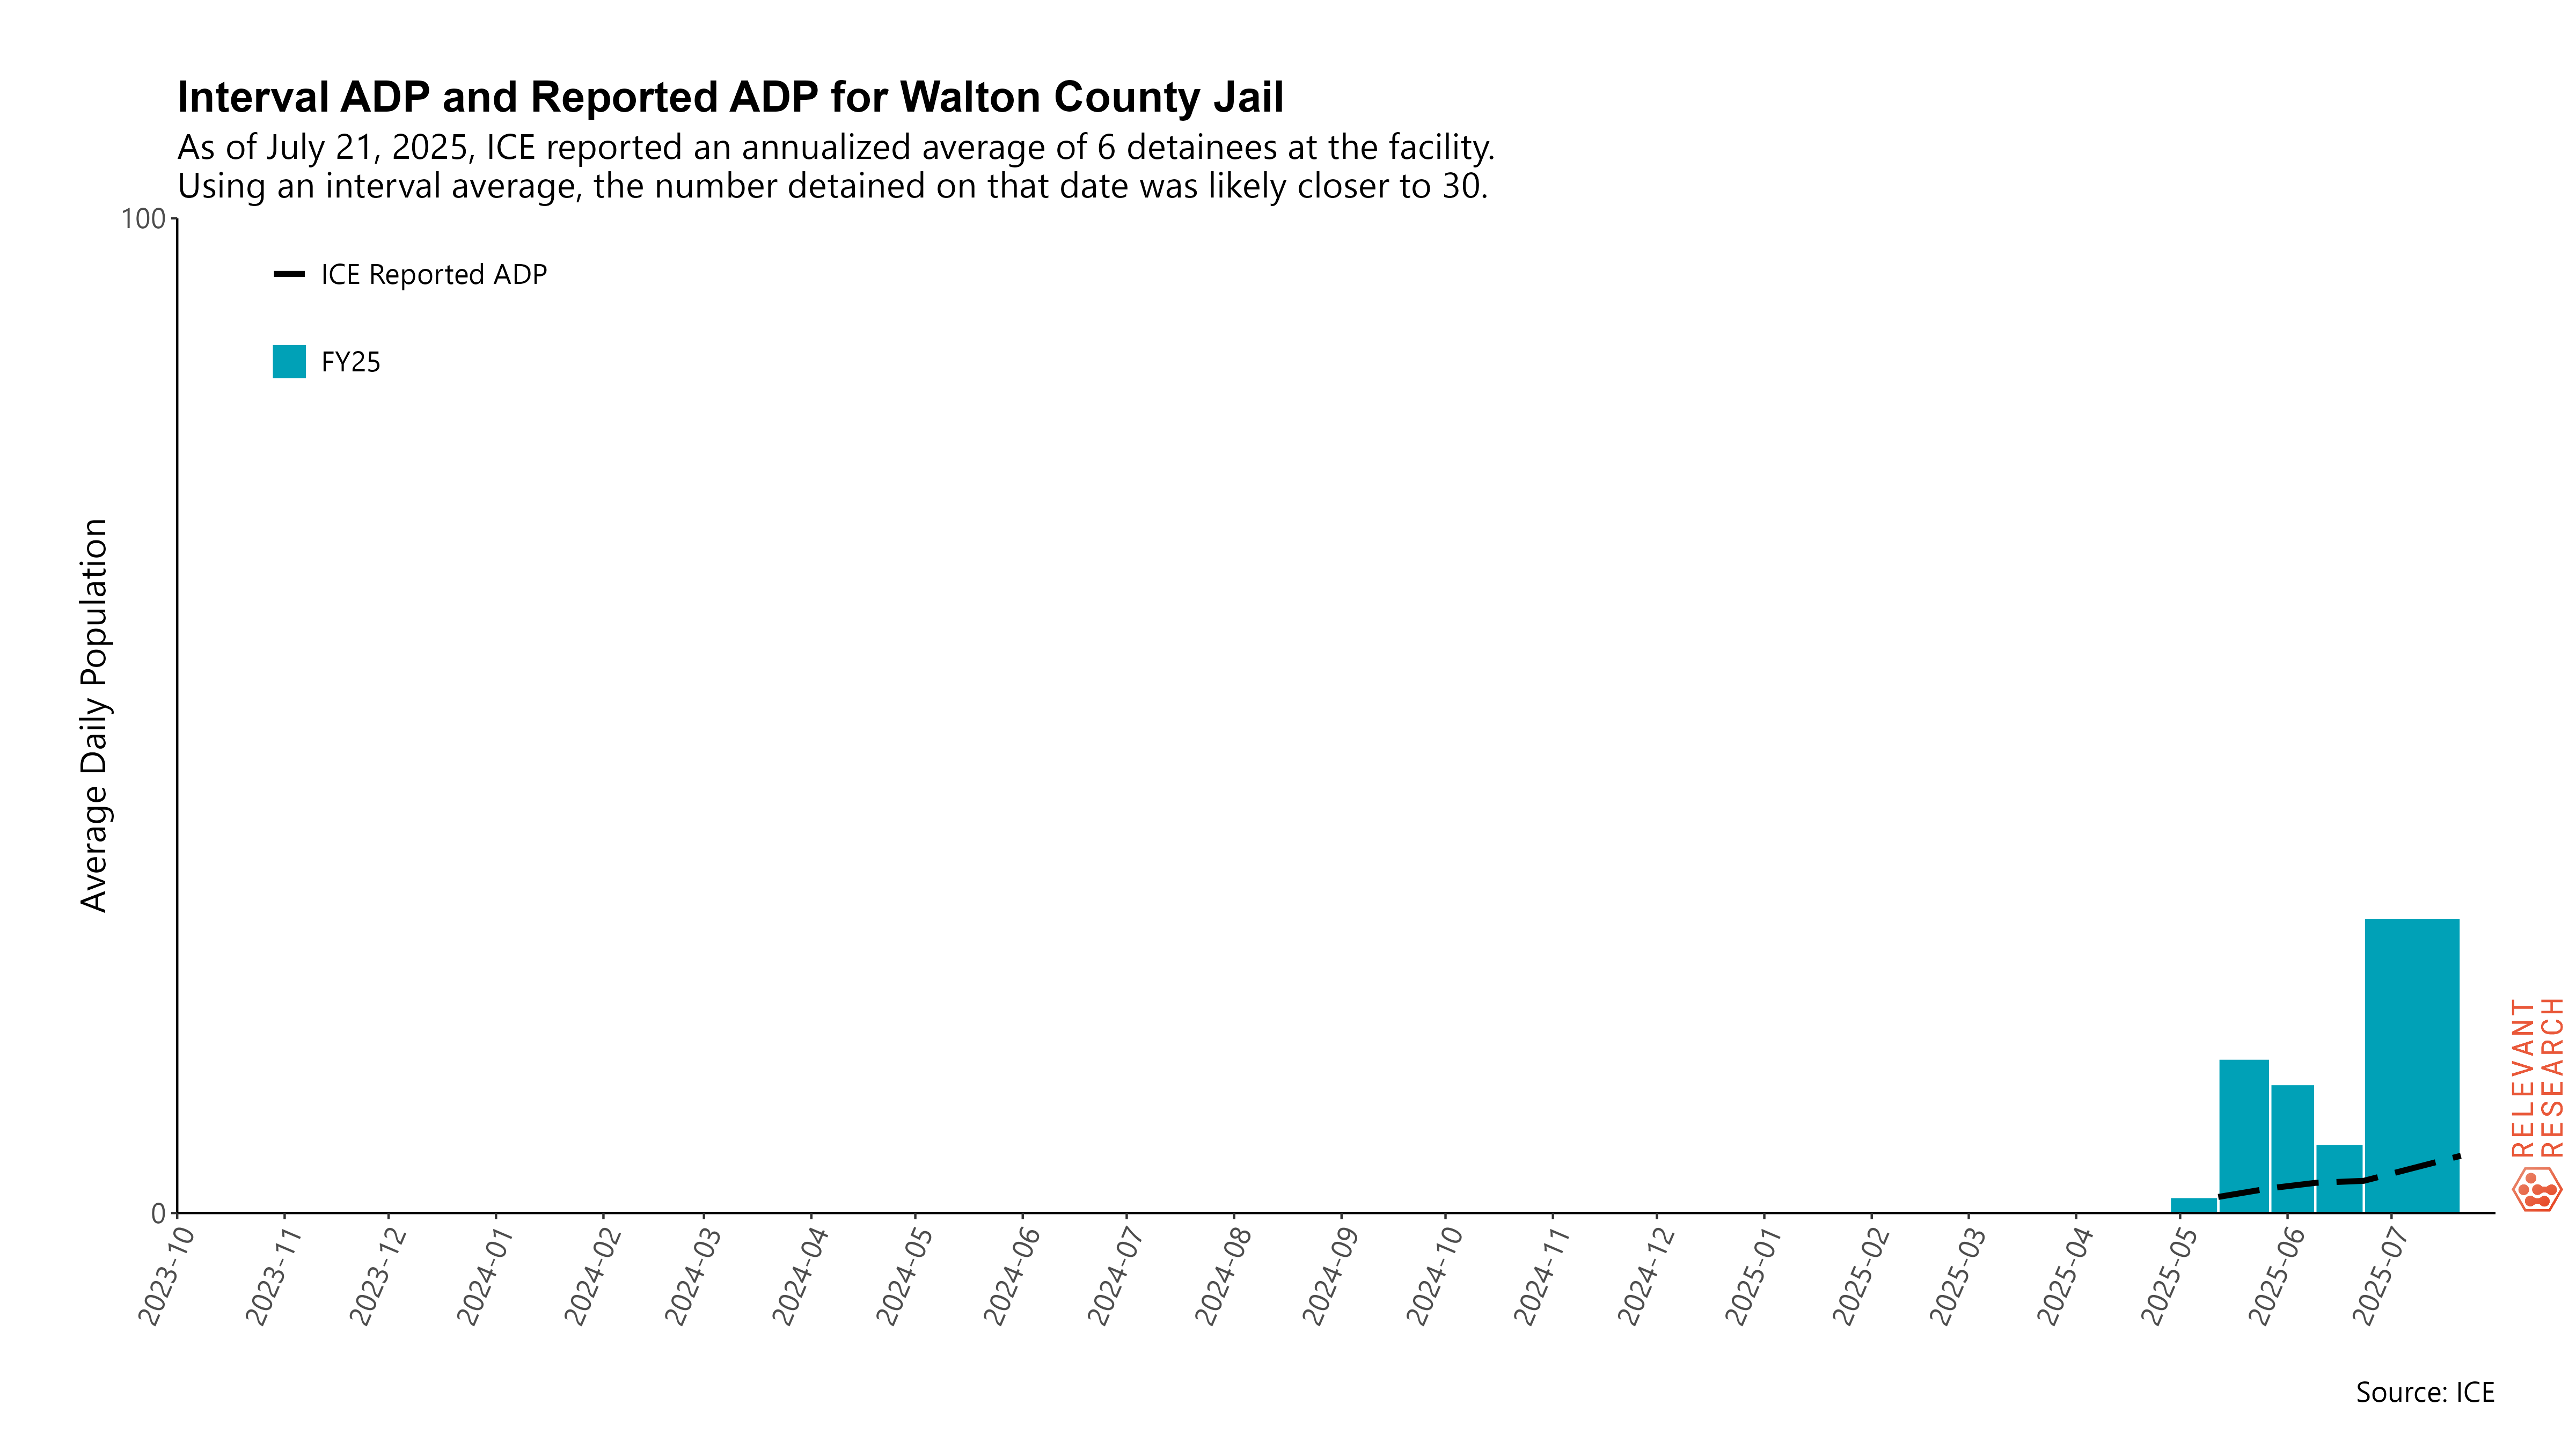 Interval ADP and Reported ADP for Walton County Jail
As of July 21, 2025, ICE reported an annualized average of 6 detainees at the facility.
Using an interval average, the number detained on that date was likely closer to 30.
100
ICE Reported ADP
FY25
Average Daily Population
0
2023-10
2023-11
2023-12
2024-01
2024-02
2024-03
2024-04
2024-05
2024-06
2024-07
2024-08
2024-09
2024-10
2024-11
2024-12
2025-01
2025-02
2025-03
2025-04
2025-05
2025-06
2025-07
RELEVANT
RESEARCH
Source: ICE